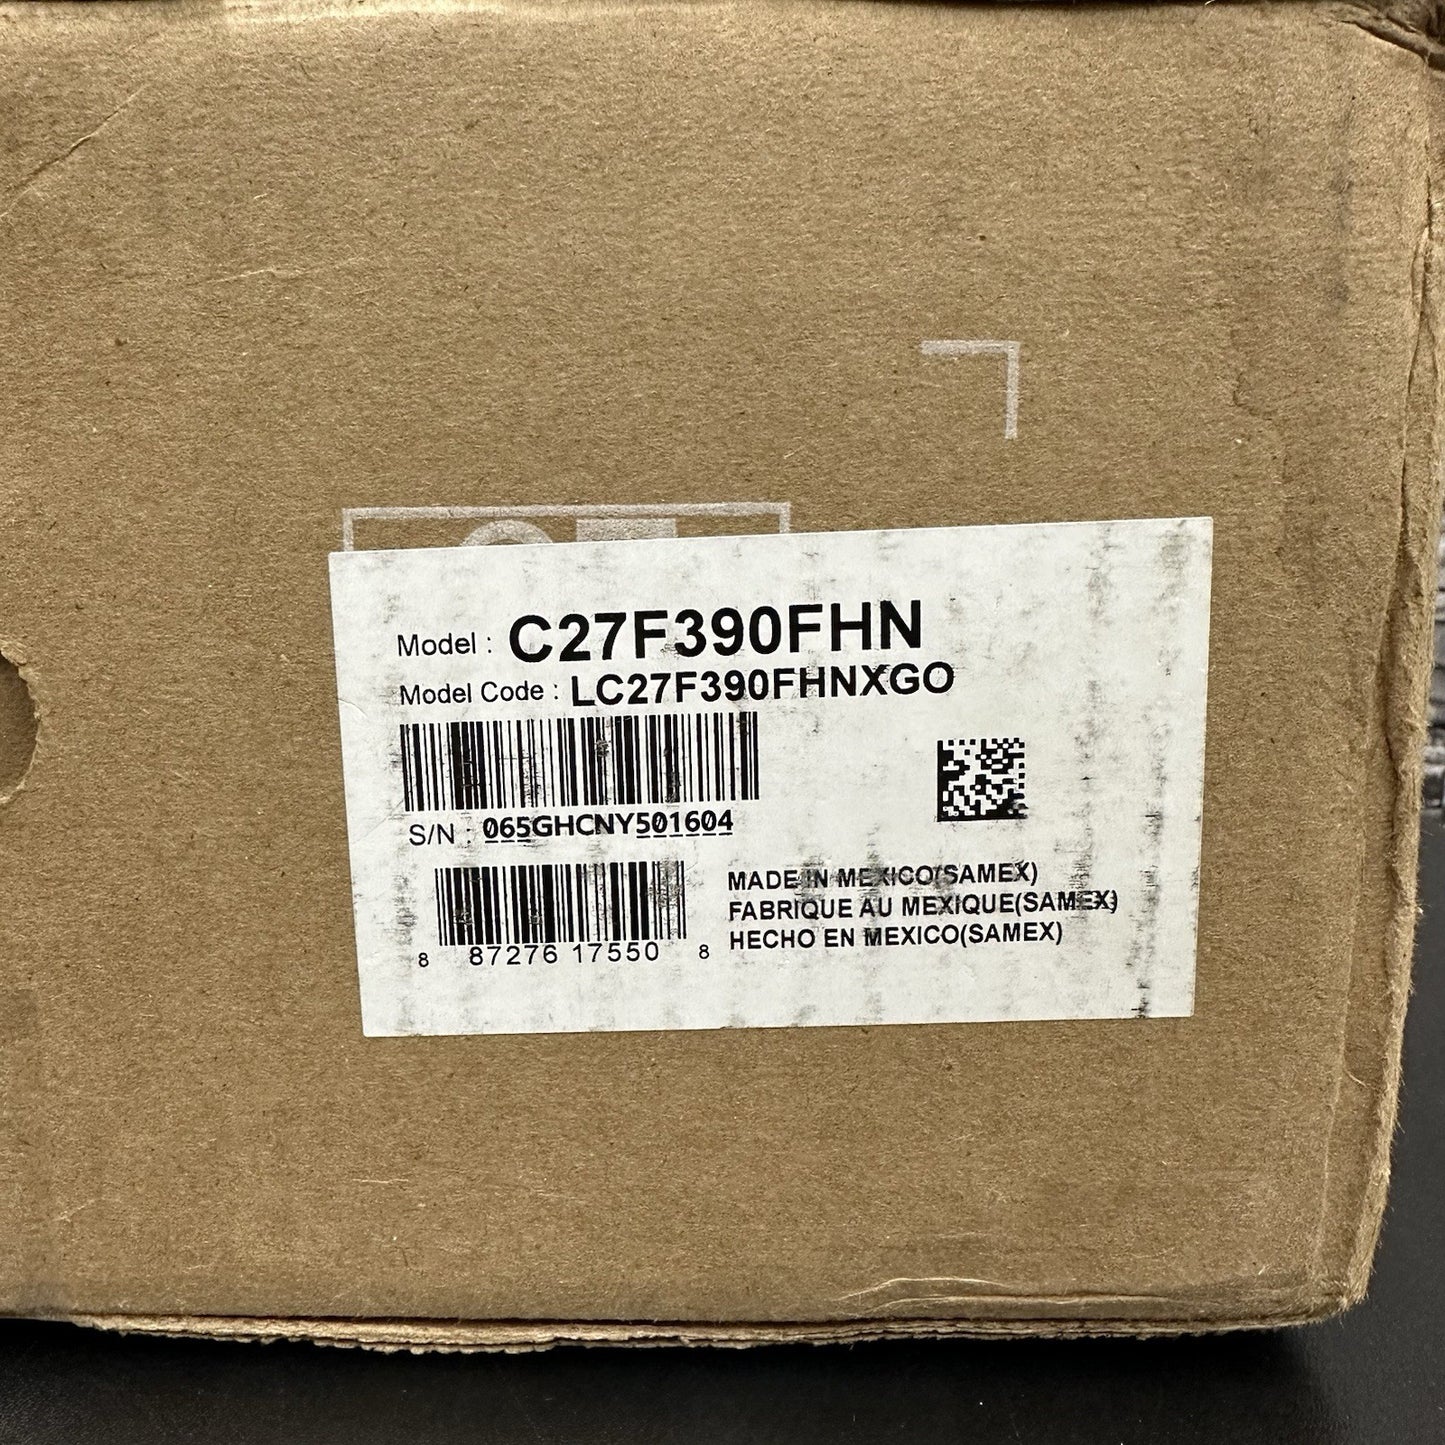 Model : C27F390FHN
Model Code : LC27F390FHNXGO
S/N : 065GHCNY501604
8 87276 17550 8
MADE IN MEXICO(SAMEX)
FABRIQUE AU MEXIQUE(SAMEX)
HECHO EN MEXICO(SAMEX)